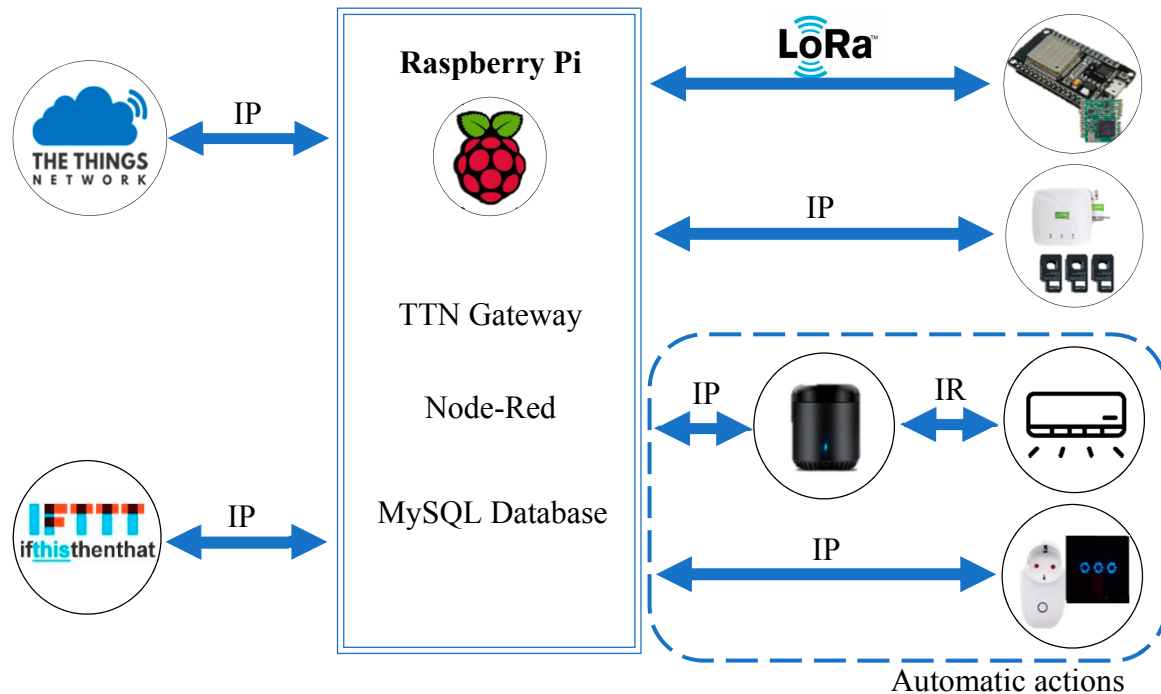 LoRa™
Raspberry Pi
IP
THE THINGS
NETWORK
IP
TTN Gateway
IP
IR
Node-Red
MySQL Database
IFTTT
ifthisthenthat
IP
IP
Automatic actions